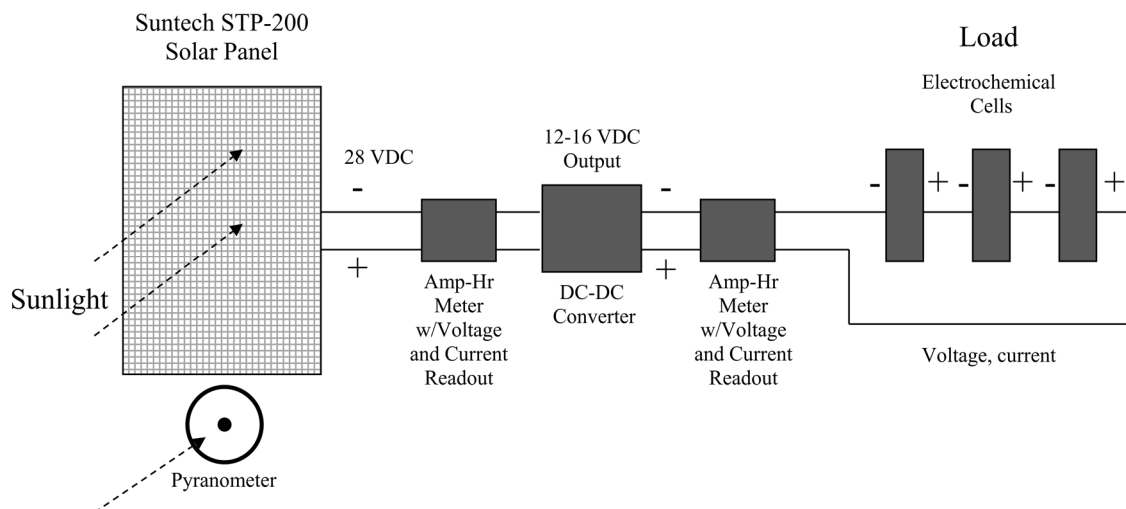 Suntech STP-200
Solar Panel
Load
Electrochemical
Cells
28 VDC
12-16 VDC
Output
-
-
- + - + - +
+
+
Sunlight
Amp-Hr
Meter
w/Voltage
and Current
Readout
DC-DC
Converter
Amp-Hr
Meter
w/Voltage
and Current
Readout
Voltage, current
Pyranometer